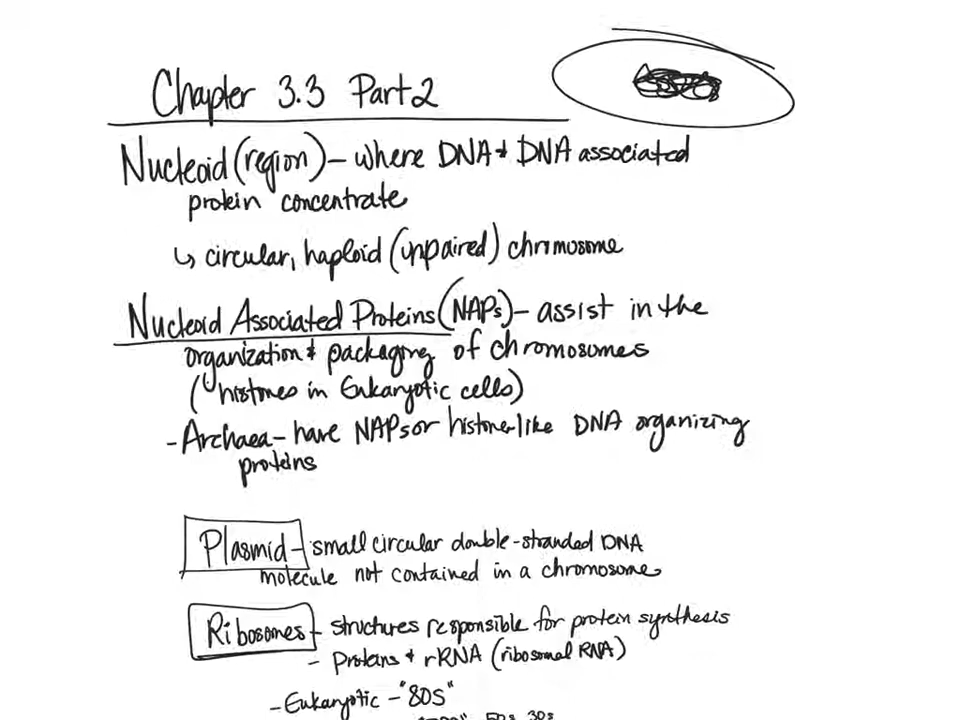 Chapter 3.3 Part 2
Nucleoid (region) – where DNA + DNA associated
protein concentrate
↳ circular, haploid (unpaired) chromosome
Nucleoid Associated Proteins (NAPs) – assist in the
organization + packaging of chromosomes
(histones in Eukaryotic cells)
- Archaea – have NAPs or histone-like DNA organizing
proteins
Plasmid – small circular double-stranded DNA
molecule not contained in a chromosome
Ribosomes – structures responsible for protein synthesis
- Proteins + rRNA (ribosomal RNA)
- Eukaryotic – "80S"
50s 30s